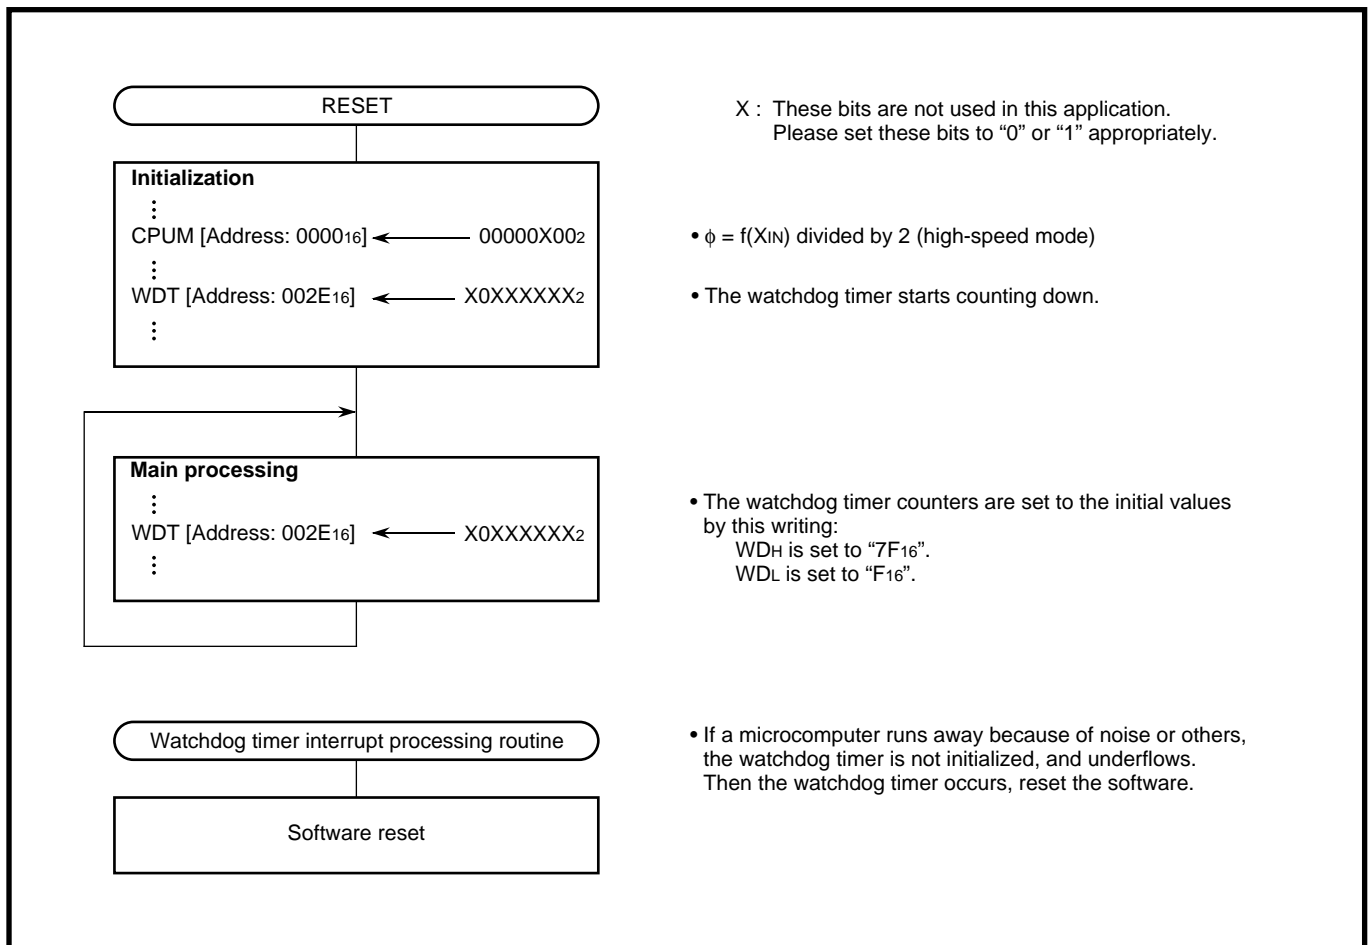 RESET
X : These bits are not used in this application.
Please set these bits to “0” or “1” appropriately.
Initialization
CPUM [Address: 000016] 00000X002
• ϕ = f(XIN) divided by 2 (high-speed mode)
WDT [Address: 002E16] X0XXXXXX2
• The watchdog timer starts counting down.
Main processing
WDT [Address: 002E16] X0XXXXXX2
• The watchdog timer counters are set to the initial values
by this writing:
WDH is set to “7F16”.
WDL is set to “F16”.
Watchdog timer interrupt processing routine
Software reset
• If a microcomputer runs away because of noise or others,
the watchdog timer is not initialized, and underflows.
Then the watchdog timer occurs, reset the software.